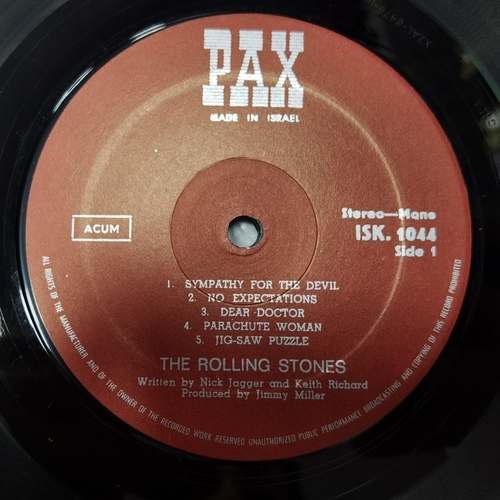 PAX
MADE IN ISRAEL
ACUM
Stereo—Mono
ISK. 1044
Side 1
1. SYMPATHY FOR THE DEVIL
2. NO EXPECTATIONS
3. DEAR DOCTOR
4. PARACHUTE WOMAN
5. JIG-SAW PUZZLE
THE ROLLING STONES
Written by Nick Jagger and Keith Richard
Produced by Jimmy Miller
ALL RIGHTS OF THE MANUFACTURER AND OF THE OWNER OF THE RECORDED WORK RESERVED UNAUTHORIZED PUBLIC PERFORMANCE BROADCASTING AND COPYING OF THIS RECORD PROHIBITED